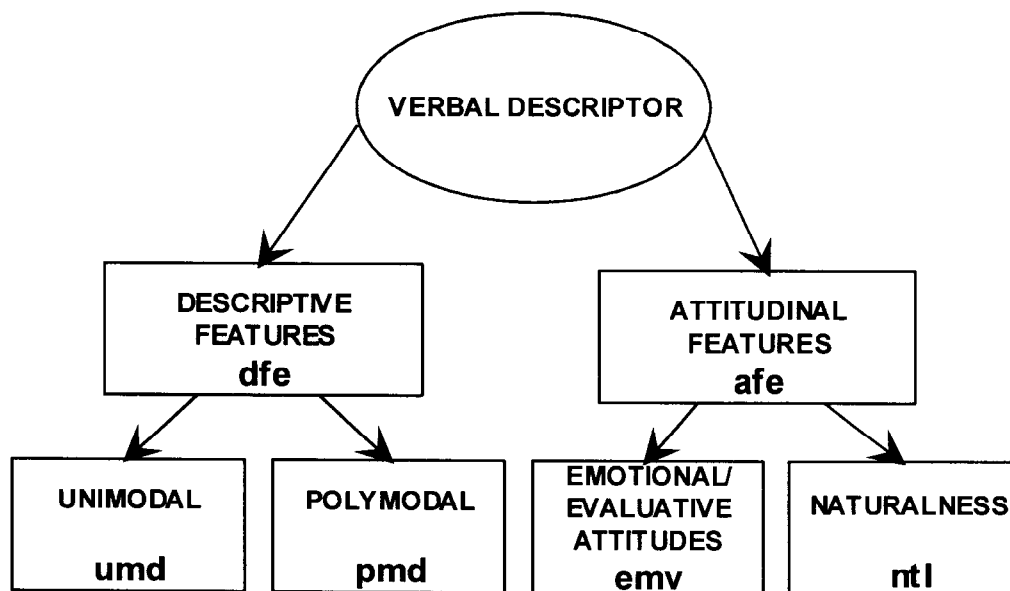 VERBAL DESCRIPTOR
DESCRIPTIVE
FEATURES
dfe
ATTITUDINAL
FEATURES
afe
UNIMODAL
umd
POLYMODAL
pmd
EMOTIONAL/
EVALUATIVE
ATTITUDES
emv
NATURALNESS
ntl